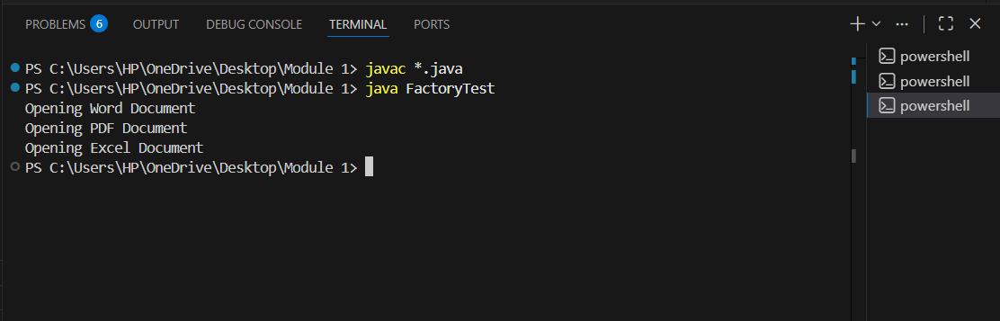 PROBLEMS 6 OUTPUT DEBUG CONSOLE TERMINAL PORTS
PS C:\Users\HP\OneDrive\Desktop\Module 1> javac *.java
PS C:\Users\HP\OneDrive\Desktop\Module 1> java FactoryTest
Opening Word Document
Opening PDF Document
Opening Excel Document
PS C:\Users\HP\OneDrive\Desktop\Module 1>
powershell
powershell
powershell